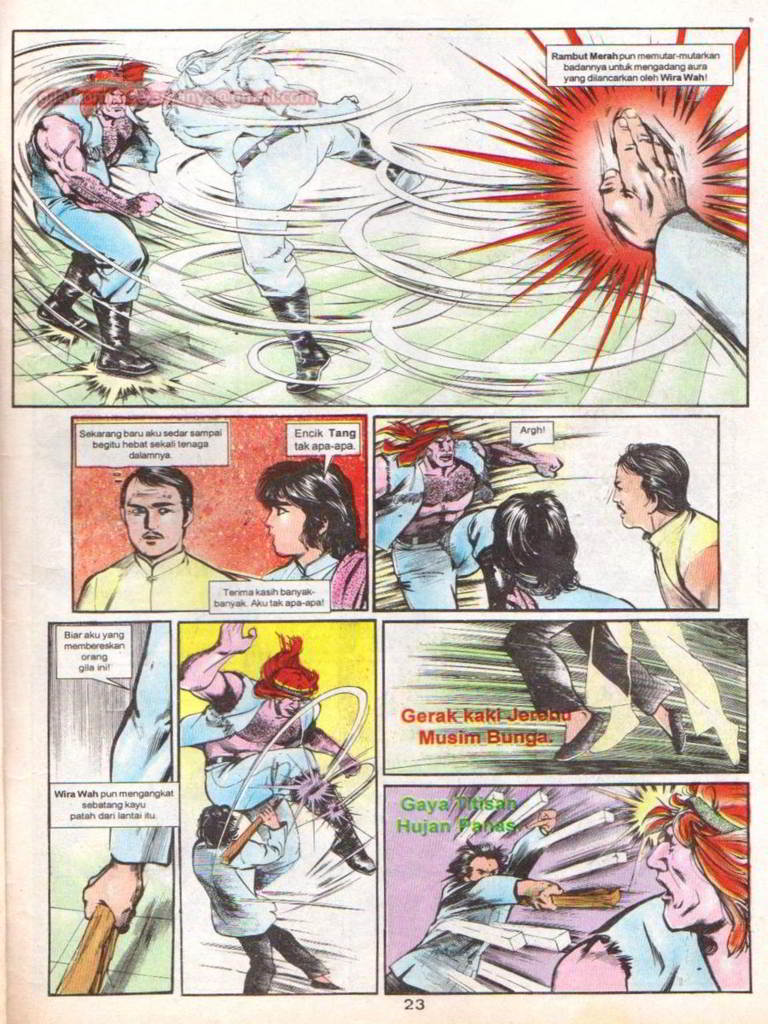 Rambut Merah pun memutar-mutarkan
badannya untuk mengadang aura
yang dilancarkan oleh Wira Wah!
Sekarang baru aku sedar sampai
begitu hebat sekali tenaga
dalamnya.
Encik Tang
tak apa-apa.
Terima kasih banyak-
banyak. Aku tak apa-apa!
Argh!
Biar aku yang
membereskan
orang
gila ini!
Wira Wah pun mengangkat
sebatang kayu
patah dari lantai itu.
Gerak kaki Jetehu
Musim Bunga.
Gaya Titisan
Hujan Panas.
23